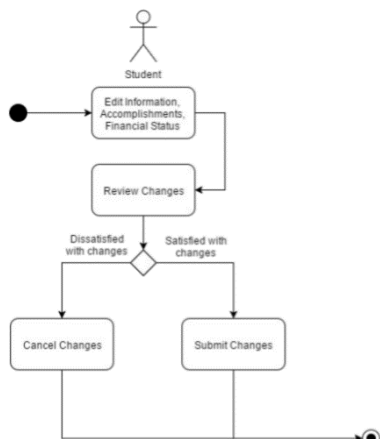 Student
Edit Information,
Accomplishments,
Financial Status
Review Changes
Dissatisfied
with changes
Satisfied with
changes
Cancel Changes
Submit Changes